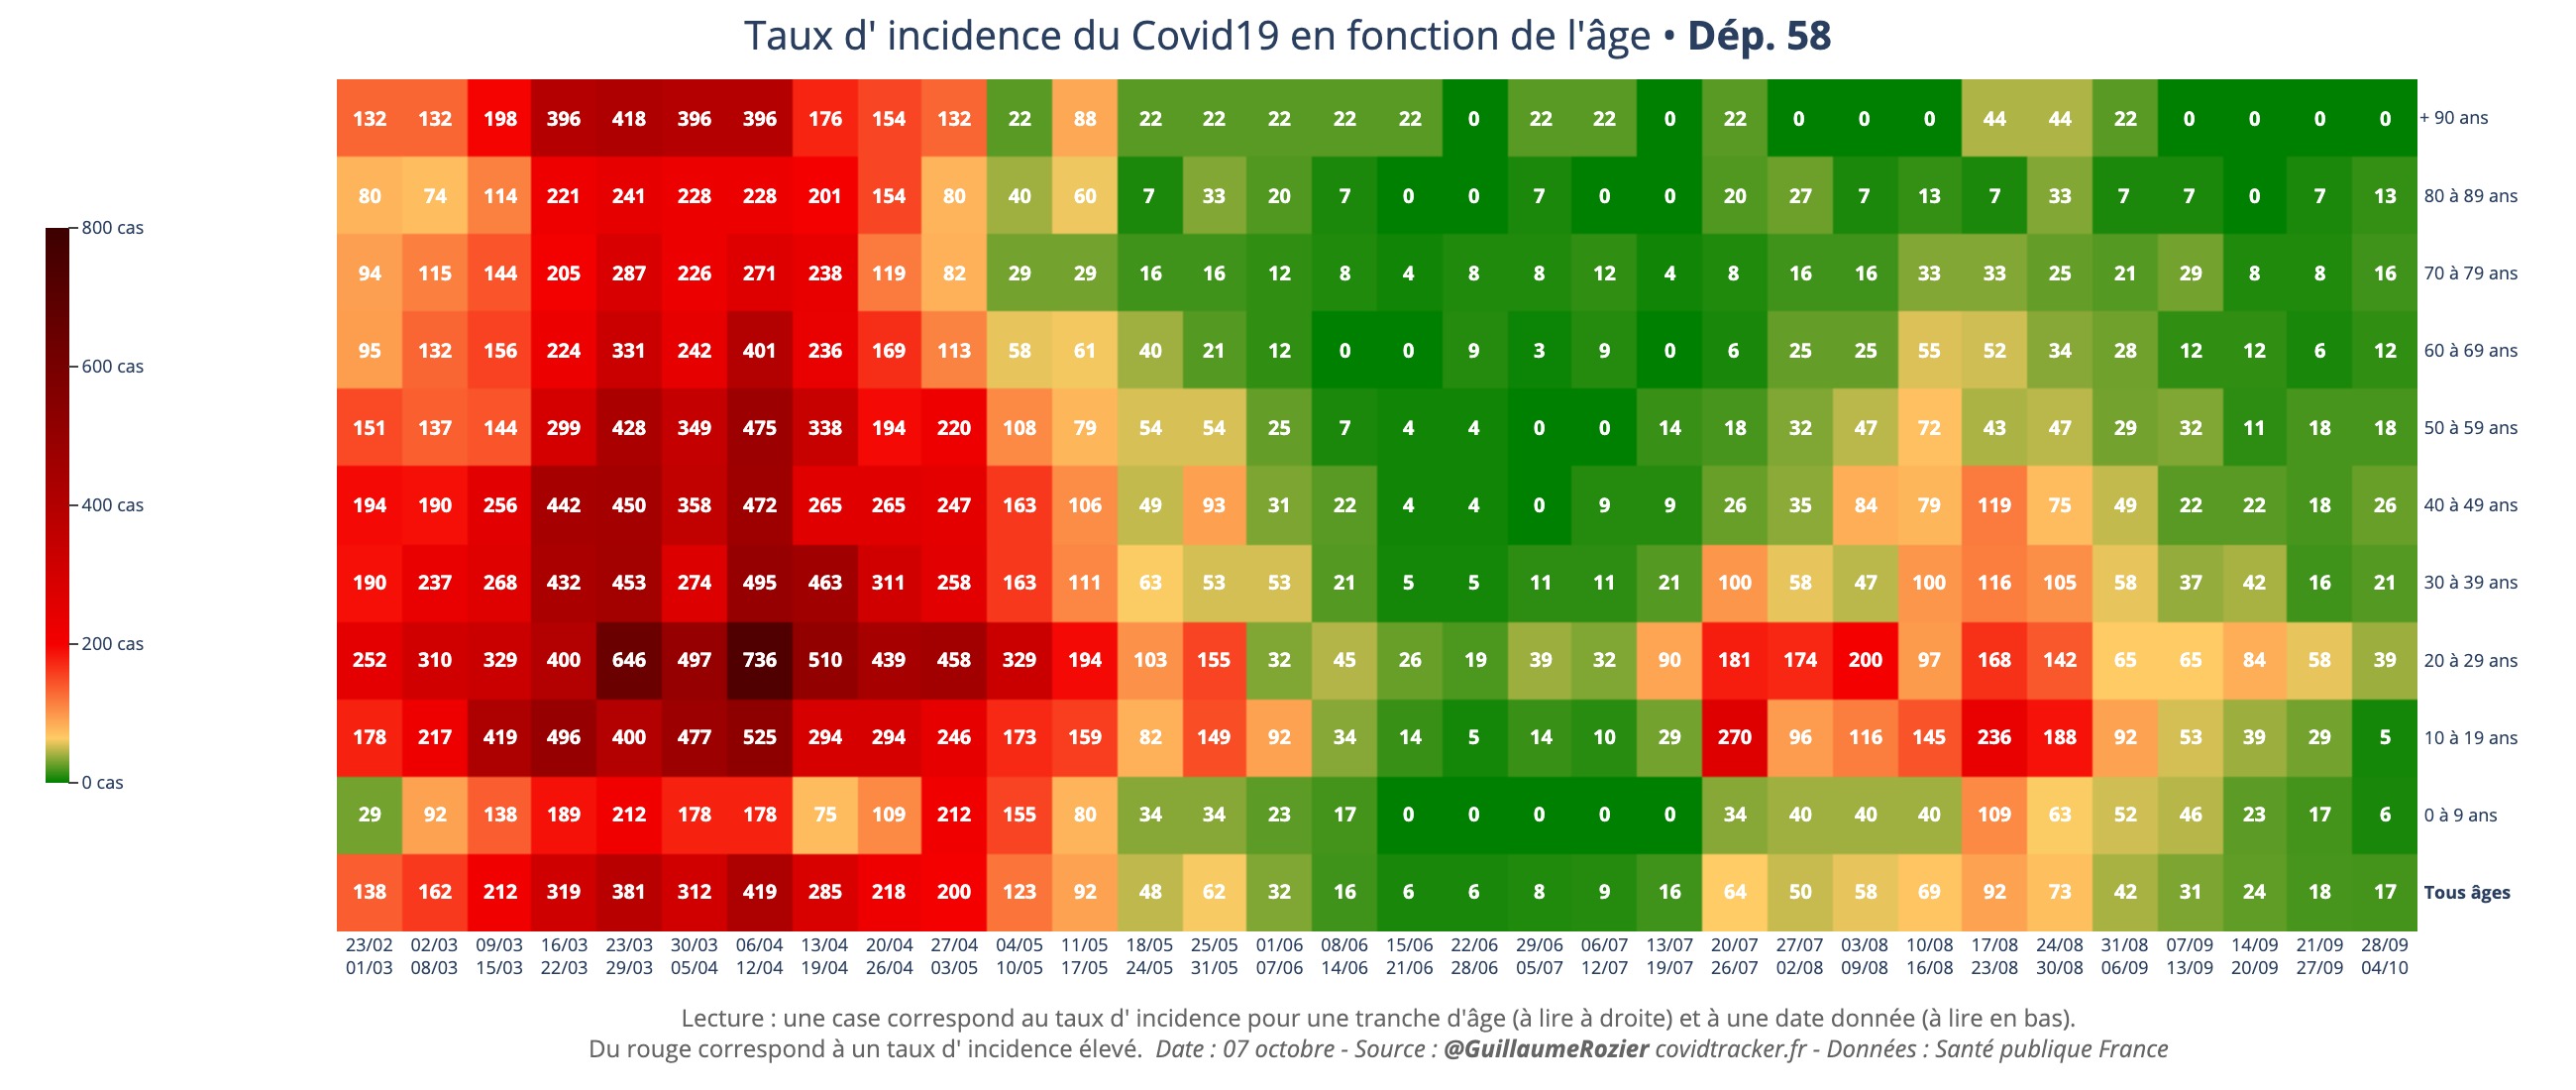 Taux d' incidence du Covid19 en fonction de l'âge • Dép. 58
800 cas
600 cas
400 cas
200 cas
0 cas
132 132 198 396 418 396 396 176 154 132 22 88 22 22 22 22 22 0 22 22 0 22 0 0 0 44 44 22 0 0 0 0 + 90 ans
80 74 114 221 241 228 228 201 154 80 40 60 7 33 20 7 0 0 7 0 0 20 27 7 13 7 33 7 7 0 7 13 80 à 89 ans
94 115 144 205 287 226 271 238 119 82 29 29 16 16 12 8 4 8 8 12 4 8 16 16 33 33 25 21 29 8 8 16 70 à 79 ans
95 132 156 224 331 242 401 236 169 113 58 61 40 21 12 0 0 9 3 9 0 6 25 25 55 52 34 28 12 12 6 12 60 à 69 ans
151 137 144 299 428 349 475 338 194 220 108 79 54 54 25 7 4 4 0 0 14 18 32 47 72 43 47 29 32 11 18 18 50 à 59 ans
194 190 256 442 450 358 472 265 265 247 163 106 49 93 31 22 4 4 0 9 9 26 35 84 79 119 75 49 22 22 18 26 40 à 49 ans
190 237 268 432 453 274 495 463 311 258 163 111 63 53 53 21 5 5 11 11 21 100 58 47 100 116 105 58 37 42 16 21 30 à 39 ans
252 310 329 400 646 497 736 510 439 458 329 194 103 155 32 45 26 19 39 32 90 181 174 200 97 168 142 65 65 84 58 39 20 à 29 ans
178 217 419 496 400 477 525 294 294 246 173 159 82 149 92 34 14 5 14 10 29 270 96 116 145 236 188 92 53 39 29 5 10 à 19 ans
29 92 138 189 212 178 178 75 109 212 155 80 34 34 23 17 0 0 0 0 0 34 40 40 40 109 63 52 46 23 17 6 0 à 9 ans
138 162 212 319 381 312 419 285 218 200 123 92 48 62 32 16 6 6 8 9 16 64 50 58 69 92 73 42 31 24 18 17 Tous âges
23/02 02/03 09/03 16/03 23/03 30/03 06/04 13/04 20/04 27/04 04/05 11/05 18/05 25/05 01/06 08/06 15/06 22/06 29/06 06/07 13/07 20/07 27/07 03/08 10/08 17/08 24/08 31/08 07/09 14/09 21/09 28/09
01/03 08/03 15/03 22/03 29/03 05/04 12/04 19/04 26/04 03/05 10/05 17/05 24/05 31/05 07/06 14/06 21/06 28/06 05/07 12/07 19/07 26/07 02/08 09/08 16/08 23/08 30/08 06/09 13/09 20/09 27/09 04/10
Lecture : une case correspond au taux d' incidence pour une tranche d'âge (à lire à droite) et à une date donnée (à lire en bas).
Du rouge correspond à un taux d' incidence élevé. Date : 07 octobre - Source : @GuillaumeRozier covidtracker.fr - Données : Santé publique France